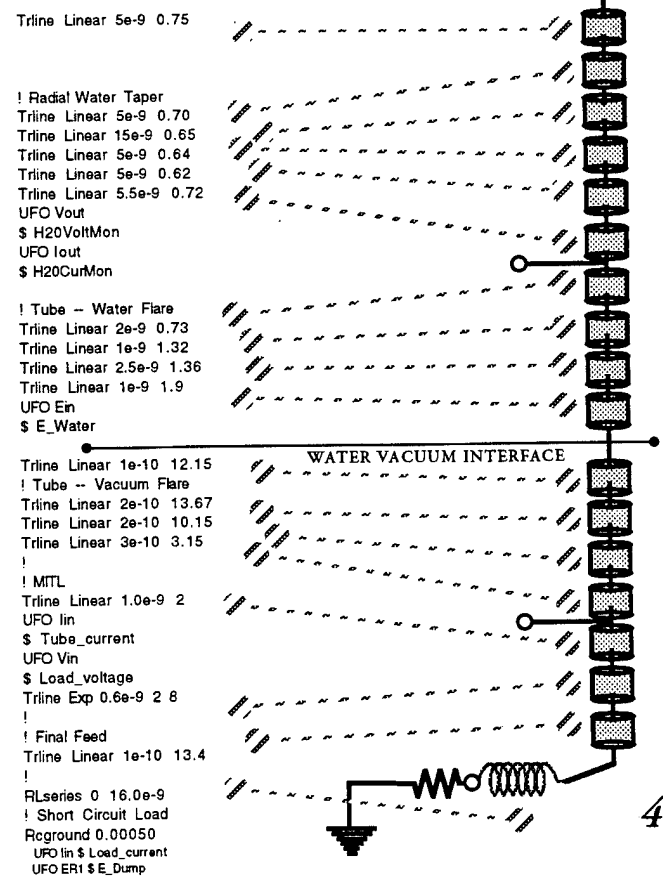 Trline Linear 5e-9 0.75
! Radial Water Taper
Trline Linear 5e-9 0.70
Trline Linear 15e-9 0.65
Trline Linear 5e-9 0.64
Trline Linear 5e-9 0.62
Trline Linear 5.5e-9 0.72
UFO Vout
$ H20VoltMon
UFO Iout
$ H20CurMon
! Tube -- Water Flare
Trline Linear 2e-9 0.73
Trline Linear 1e-9 1.32
Trline Linear 2.5e-9 1.36
Trline Linear 1e-9 1.9
UFO Ein
$ E_Water
WATER VACUUM INTERFACE
Trline Linear 1e-10 12.15
! Tube -- Vacuum Flare
Trline Linear 2e-10 13.67
Trline Linear 2e-10 10.15
Trline Linear 3e-10 3.15
!
! MITL
Trline Linear 1.0e-9 2
UFO Iin
$ Tube_current
UFO Vin
$ Load_voltage
Trline Exp 0.6e-9 2 8
!
! Final Feed
Trline Linear 1e-10 13.4
!
RLseries 0 16.0e-9
! Short Circuit Load
Rcground 0.00050
UFO Iin $ Load_current
UFO ER1 $ E_Dump
4